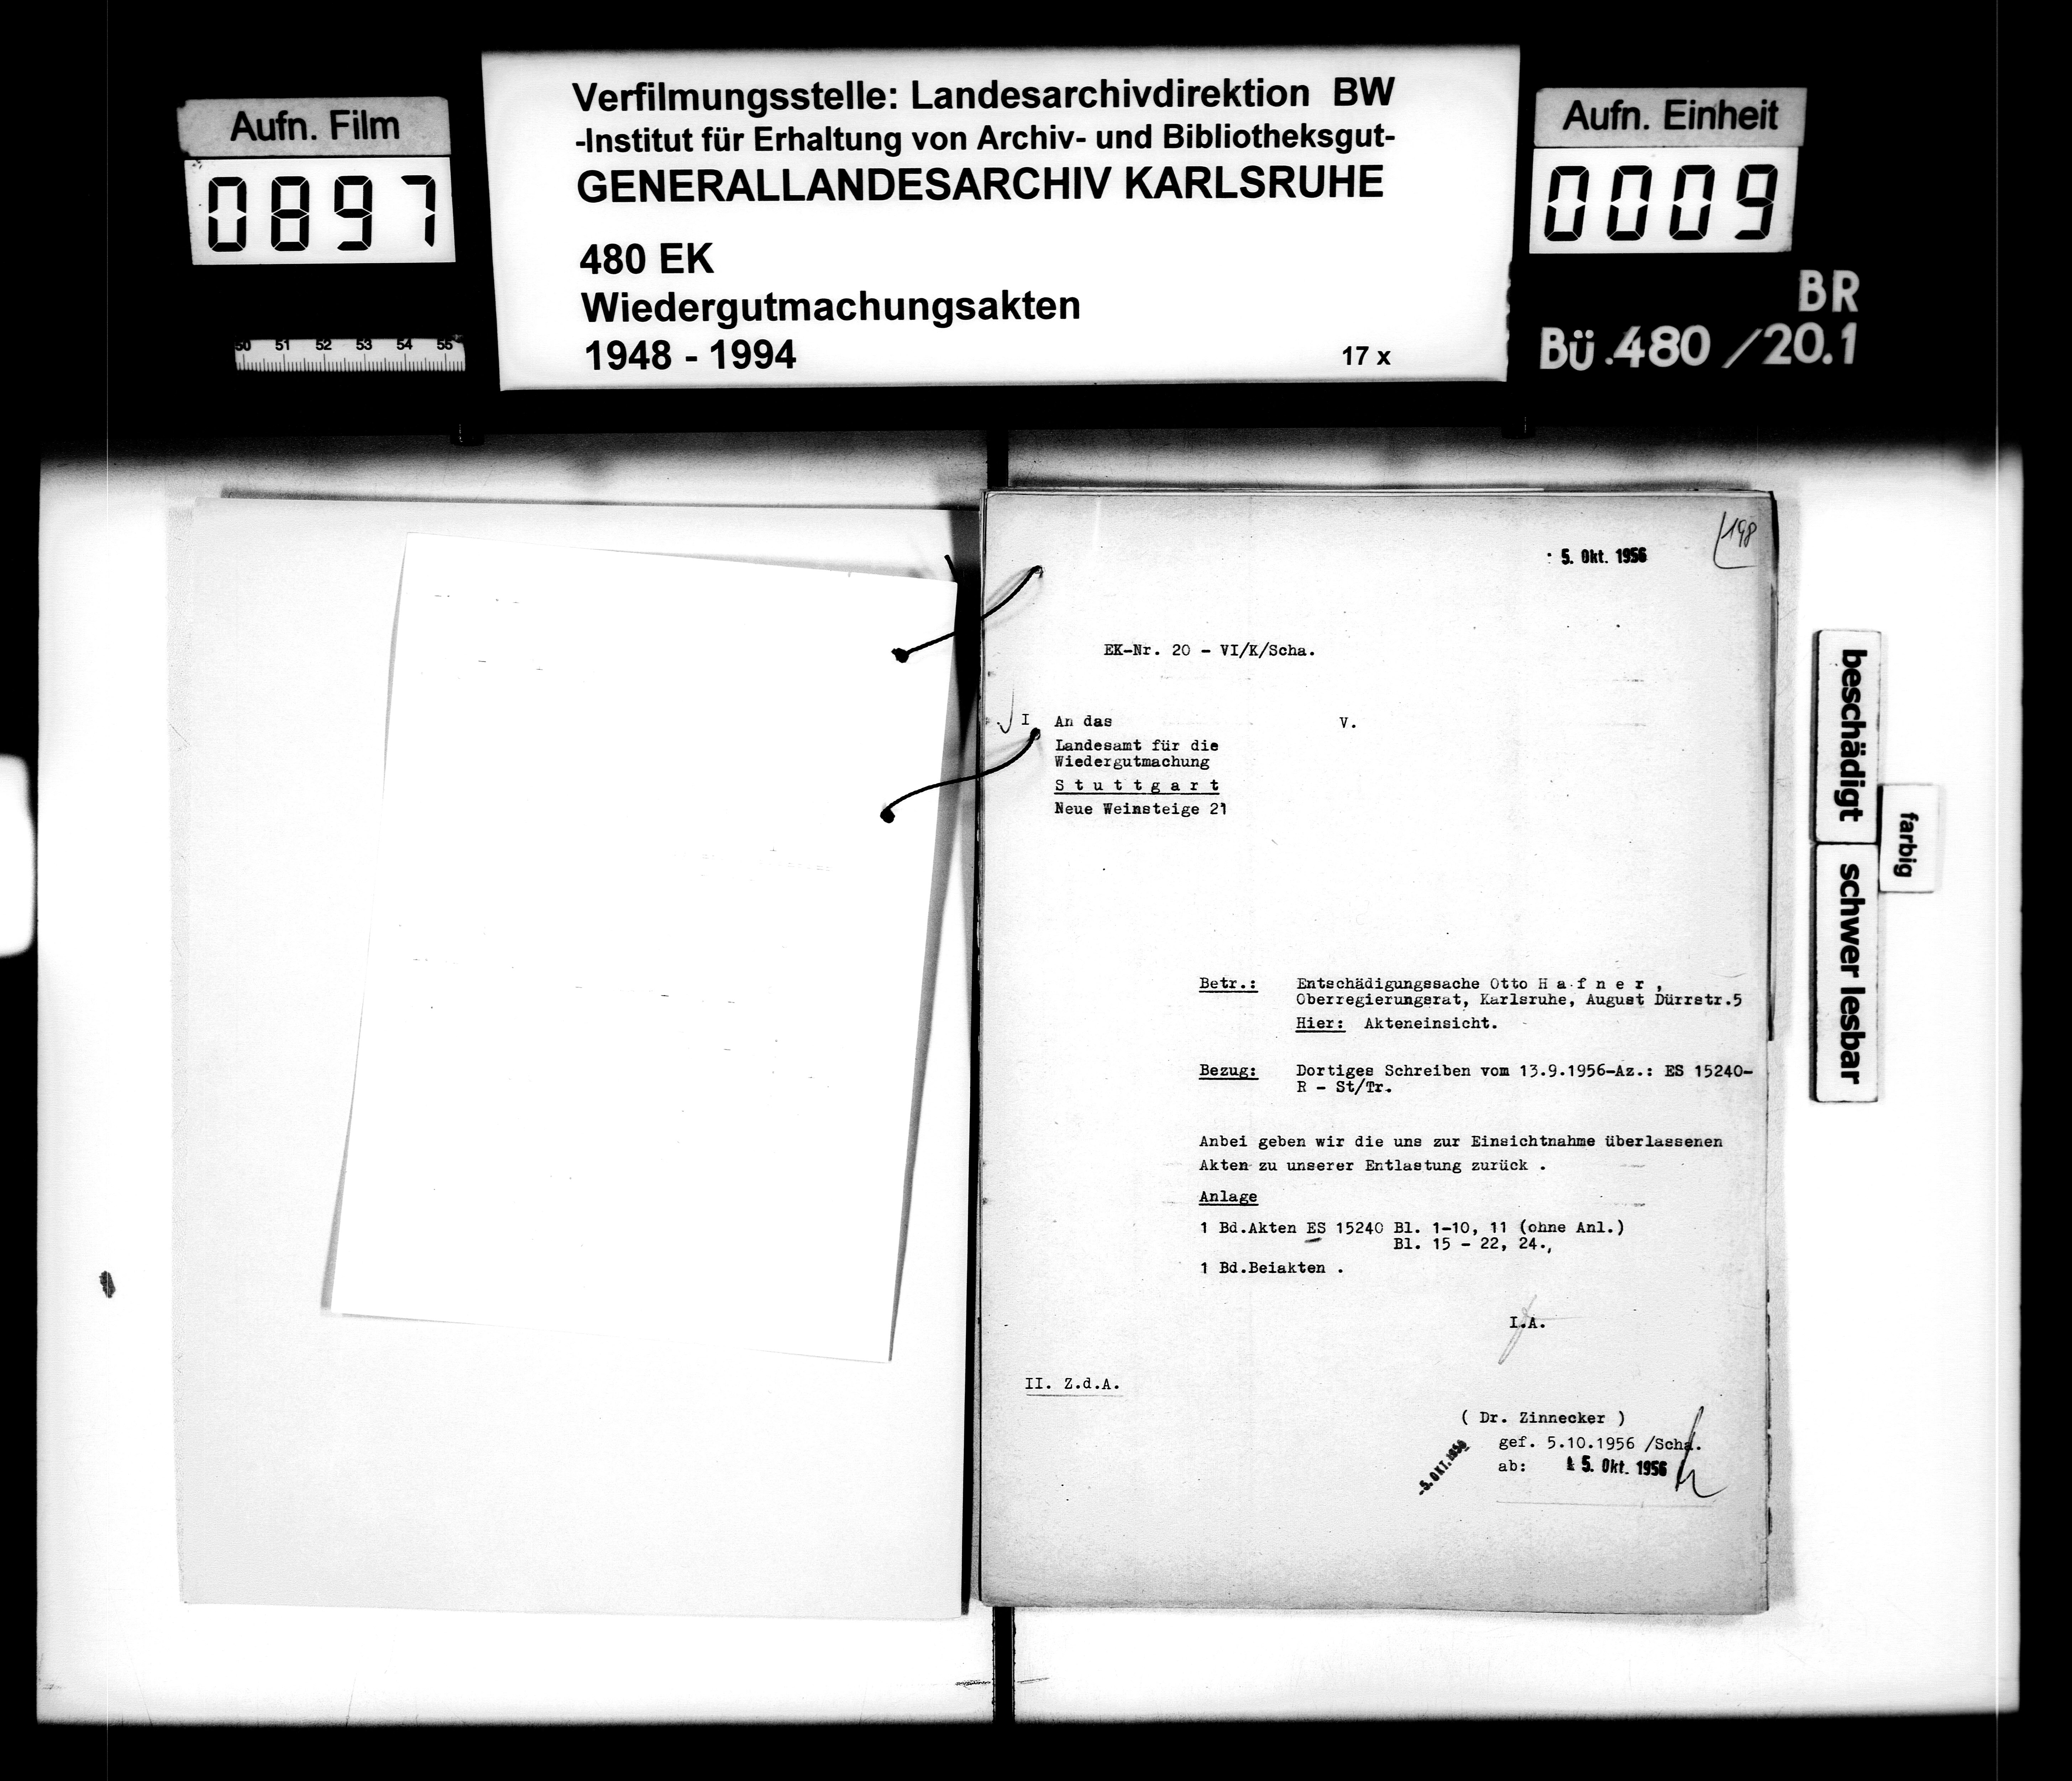 Aufn. Film
0897
50 51 52 53 54 55
Verfilmungsstelle: Landesarchivdirektion BW
-Institut für Erhaltung von Archiv- und Bibliotheksgut-
GENERALLANDESARCHIV KARLSRUHE
480 EK
Wiedergutmachungsakten
1948 - 1994
17 x
Aufn. Einheit
0009
BR
Bü.480/20.1
198
5. Okt. 1956
EK-Nr. 20 - VI/K/Scha.
I An das V.
Landesamt für die
Wiedergutmachung
S t u t t g a r t
Neue Weinsteige 21
Betr.: Entschädigungssache Otto H a f n e r ,
Oberregierungsrat, Karlsruhe, August Dürrstr.5
Hier: Akteneinsicht.
Bezug: Dortiges Schreiben vom 13.9.1956-Az.: ES 15240-
R - St/Tr.
Anbei geben wir die uns zur Einsichtnahme überlassenen
Akten zu unserer Entlastung zurück .
Anlage
1 Bd.Akten ES 15240 Bl. 1-10, 11 (ohne Anl.)
Bl. 15 - 22, 24.,
1 Bd.Beiakten .
I.A.
II. Z.d.A.
( Dr. Zinnecker )
gef. 5.10.1956 /Scha.
ab: 5. Okt. 1956
-5. OKT. 1956
beschädigt
schwer lesbar
farbig